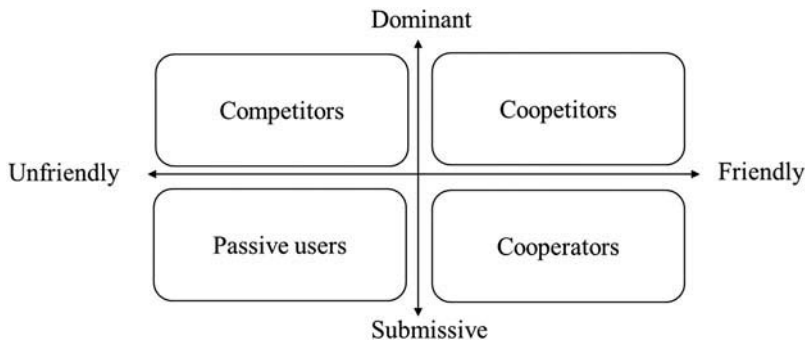 Dominant
Competitors
Coopetitors
Unfriendly
Friendly
Passive users
Cooperators
Submissive